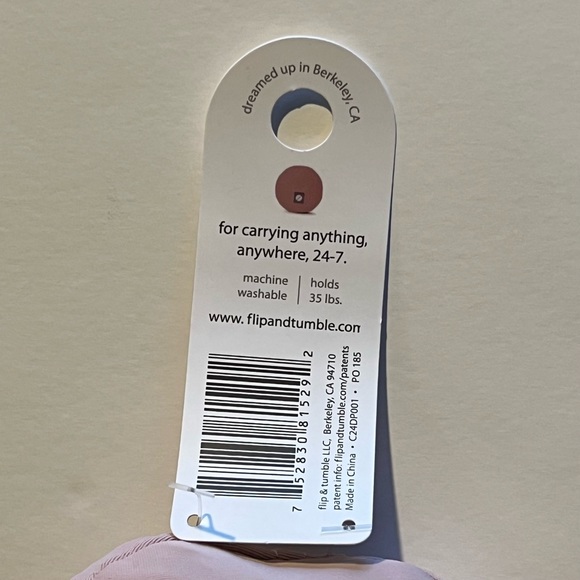 dreamed up in Berkeley, CA
for carrying anything,
anywhere, 24-7.
machine washable
holds 35 lbs.
www. flipandtumble.com
7 52830 81529 2
flip & tumble LLC, Berkeley, CA 94710
patent info: flipandtumble.com/patents
Made in China • C24DP001 • PO 185